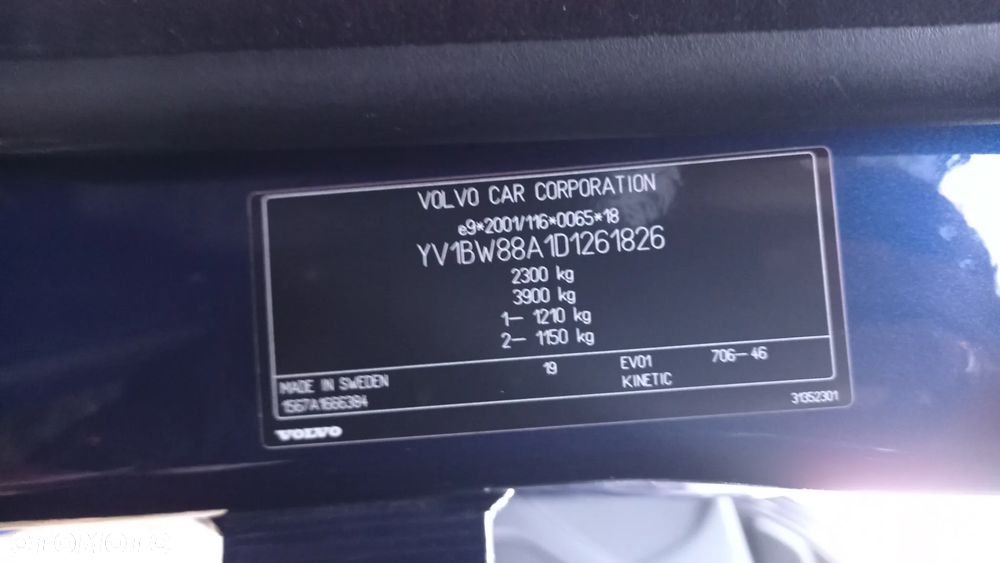 VOLVO CAR CORPORATION
e9*2001/116*0065*18
YV1BW88A1D1261826
2300 kg
3900 kg
1- 1210 kg
2- 1150 kg
MADE IN SWEDEN 19 EV01 706-46
1567A1666384 KINETIC 31352301
VOLVO
OTOMOTO